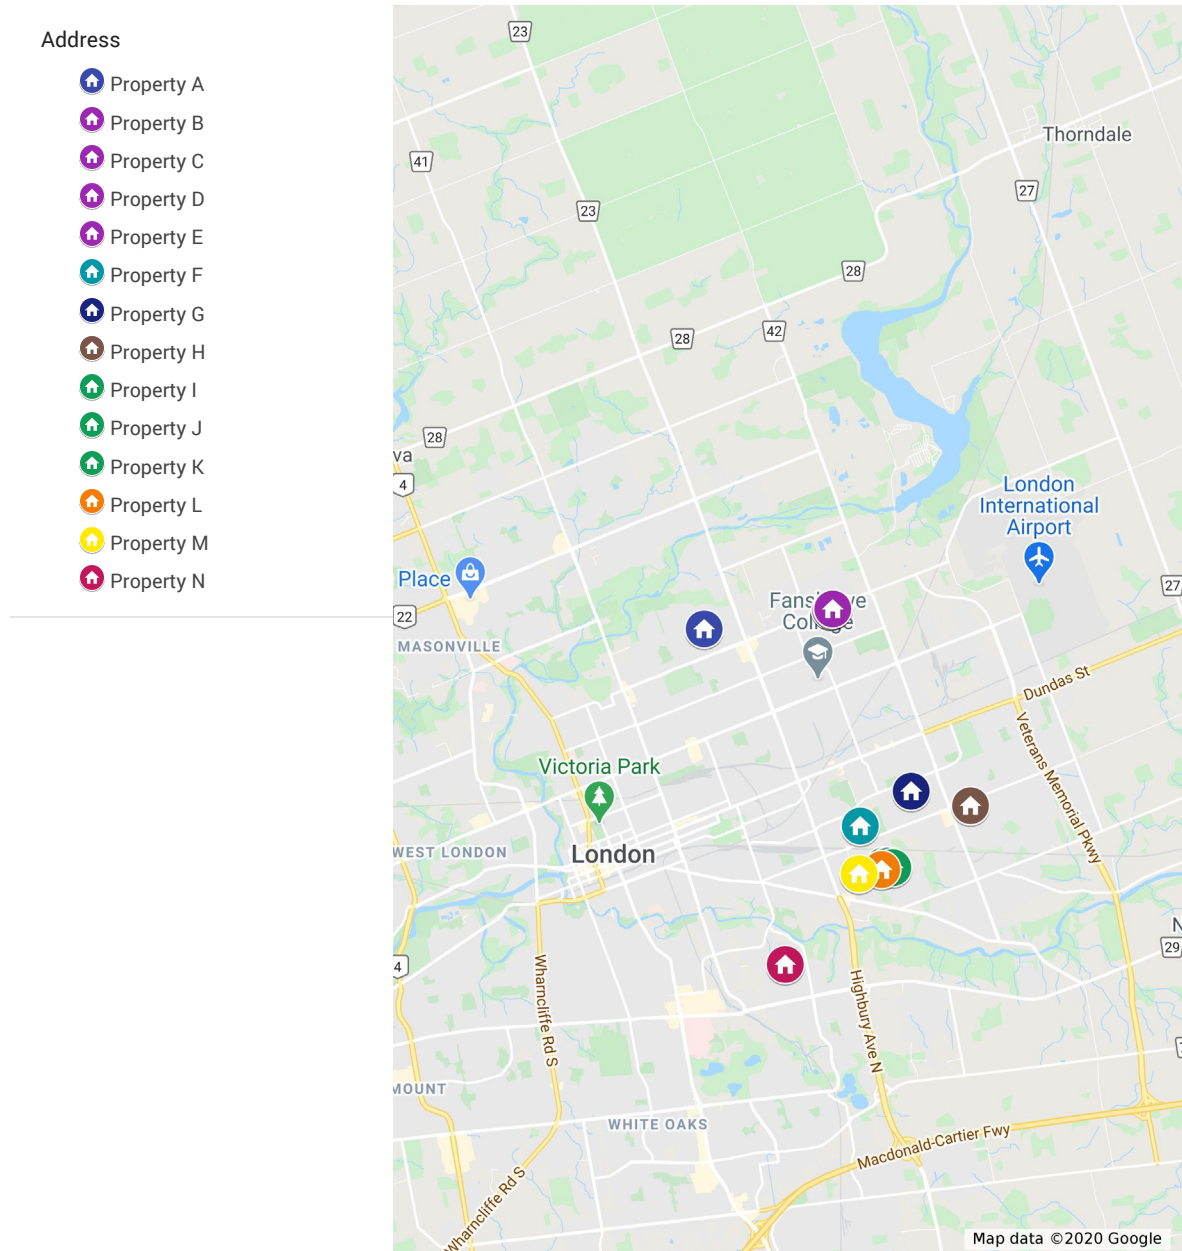 Address
Property A
Property B
Property C
Property D
Property E
Property F
Property G
Property H
Property I
Property J
Property K
Property L
Property M
Property N
23
Thorndale
41
27
23
28
42
28
28
va
4
London
International
Airport
Place
27
22
College
MASONVILLE
Dundas St
Veterans Memorial Pkwy
Victoria Park
WEST LONDON
London
N
29
4
Wharncliffe Rd S
Highbury Ave N
MOUNT
WHITE OAKS
Macdonald-Cartier Fwy
Wharncliffe Rd S
Map data ©2020 Google